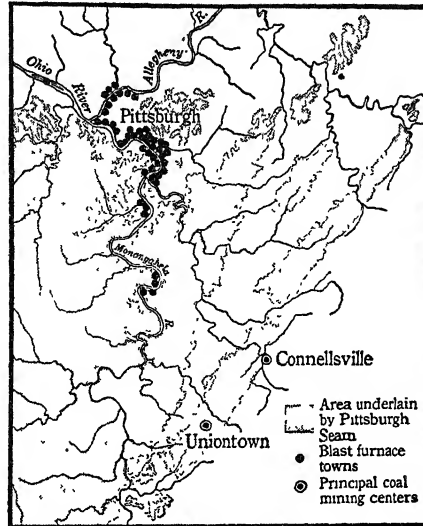 Ohio
River
Allegheny
R.
Pittsburgh
Monongahela
R.
Connellsville
Uniontown
Area underlain
by Pittsburgh
Seam
Blast furnace
towns
Principal coal
mining centers